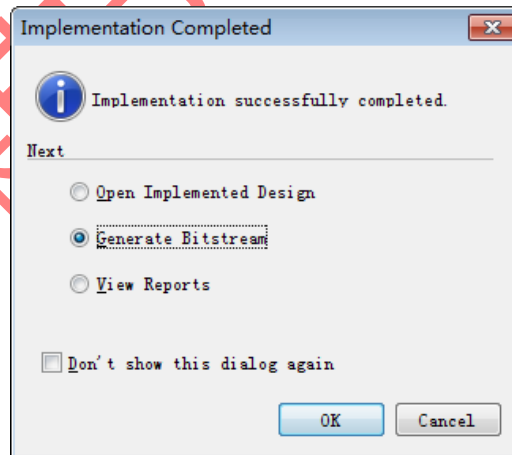 Implementation Completed
Implementation successfully completed.
Next
Open Implemented Design
Generate Bitstream
View Reports
Don't show this dialog again
OK
Cancel